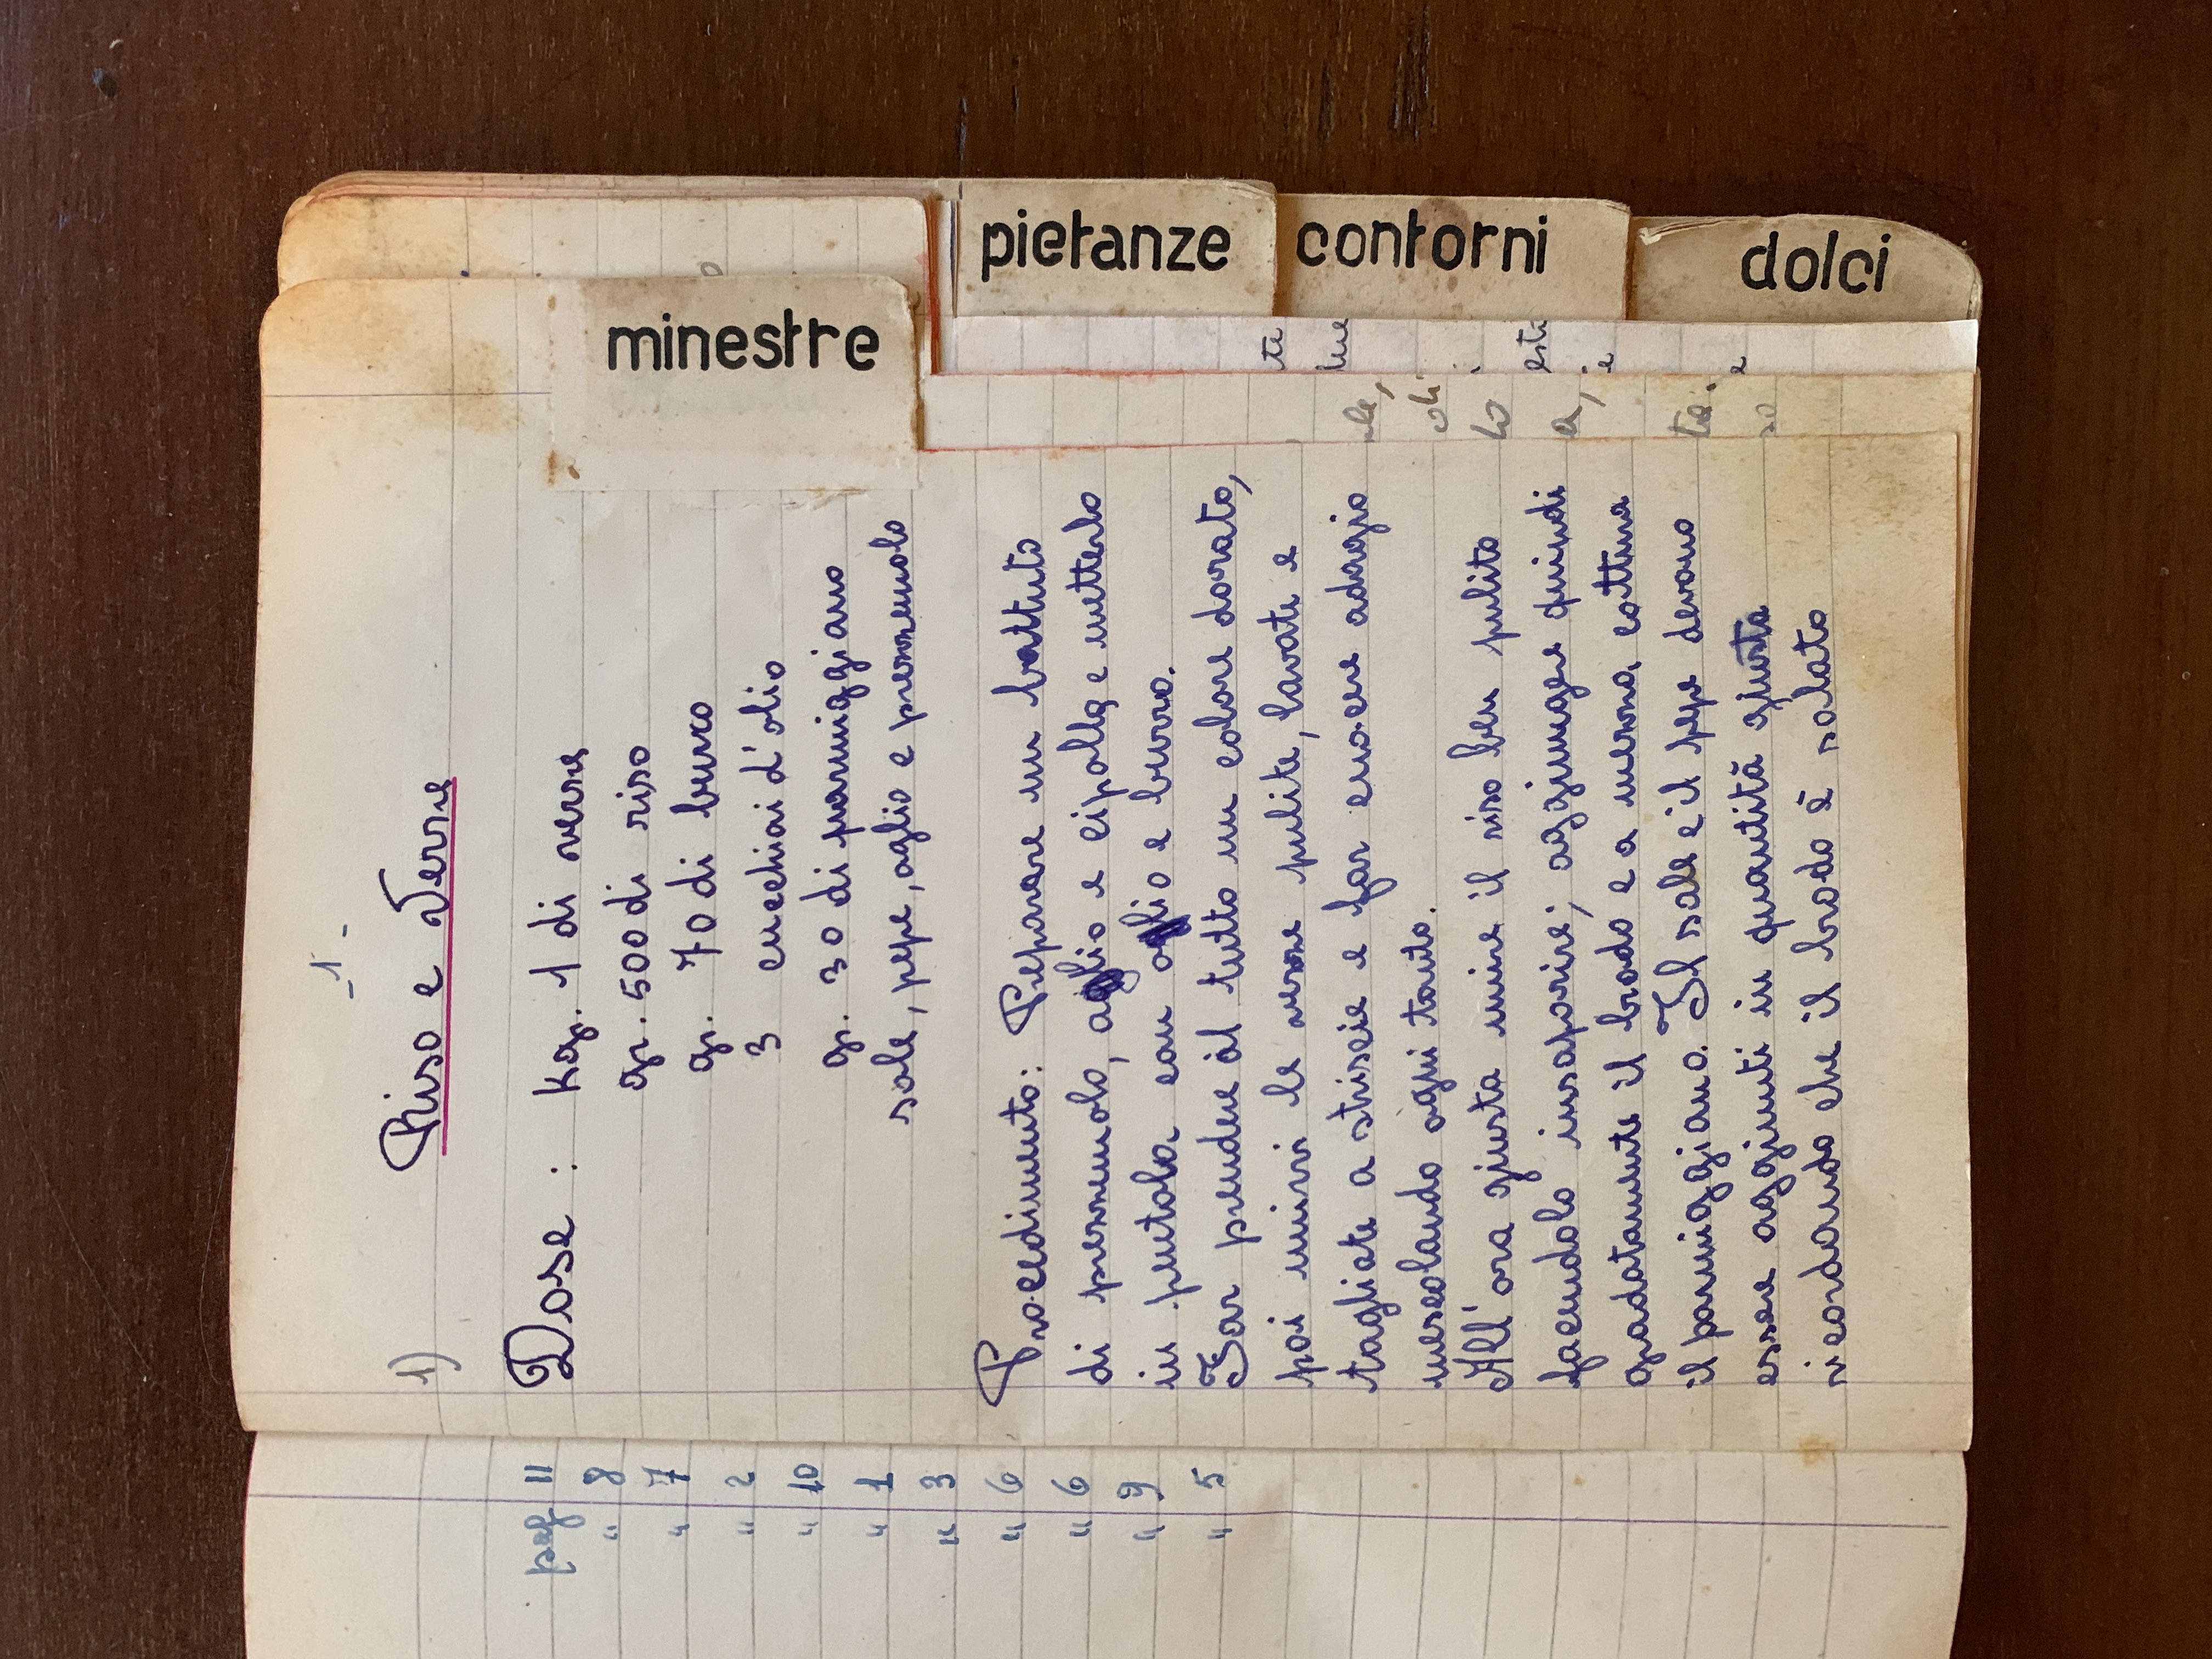 pag 11
" 8
" 7
" 2
" 10
" 1
" 3
" 6
" 6
" 9
" 5
- 1 -
1) Riso e Verze
Dose : Kg. 1 di verze
gr. 500 di riso
gr. 70 di burro
3 cucchiai d'olio
gr. 30 di parmiggiano
sale, pepe, aglio e prezzemolo
Procedimento: Preparare un battuto
di prezzemolo, aglio e cipolla e metterlo
in pentola con oglio e burro.
Far prendere al tutto un colore dorato,
poi unirvi le verze pulite, lavate e
tagliate a striscie e far cuocere adagio
mescolando ogni tanto.
All'ora giusta unire il riso ben pulito
facendolo insaporire; aggiungere quindi
gradatamente il brodo e a mezza cottura
il parmiggiano. Il sale e il pepe devono
essere aggiunti in quantità giusta
ricordando che il brodo è salato
minestre
pietanze
contorni
dolci